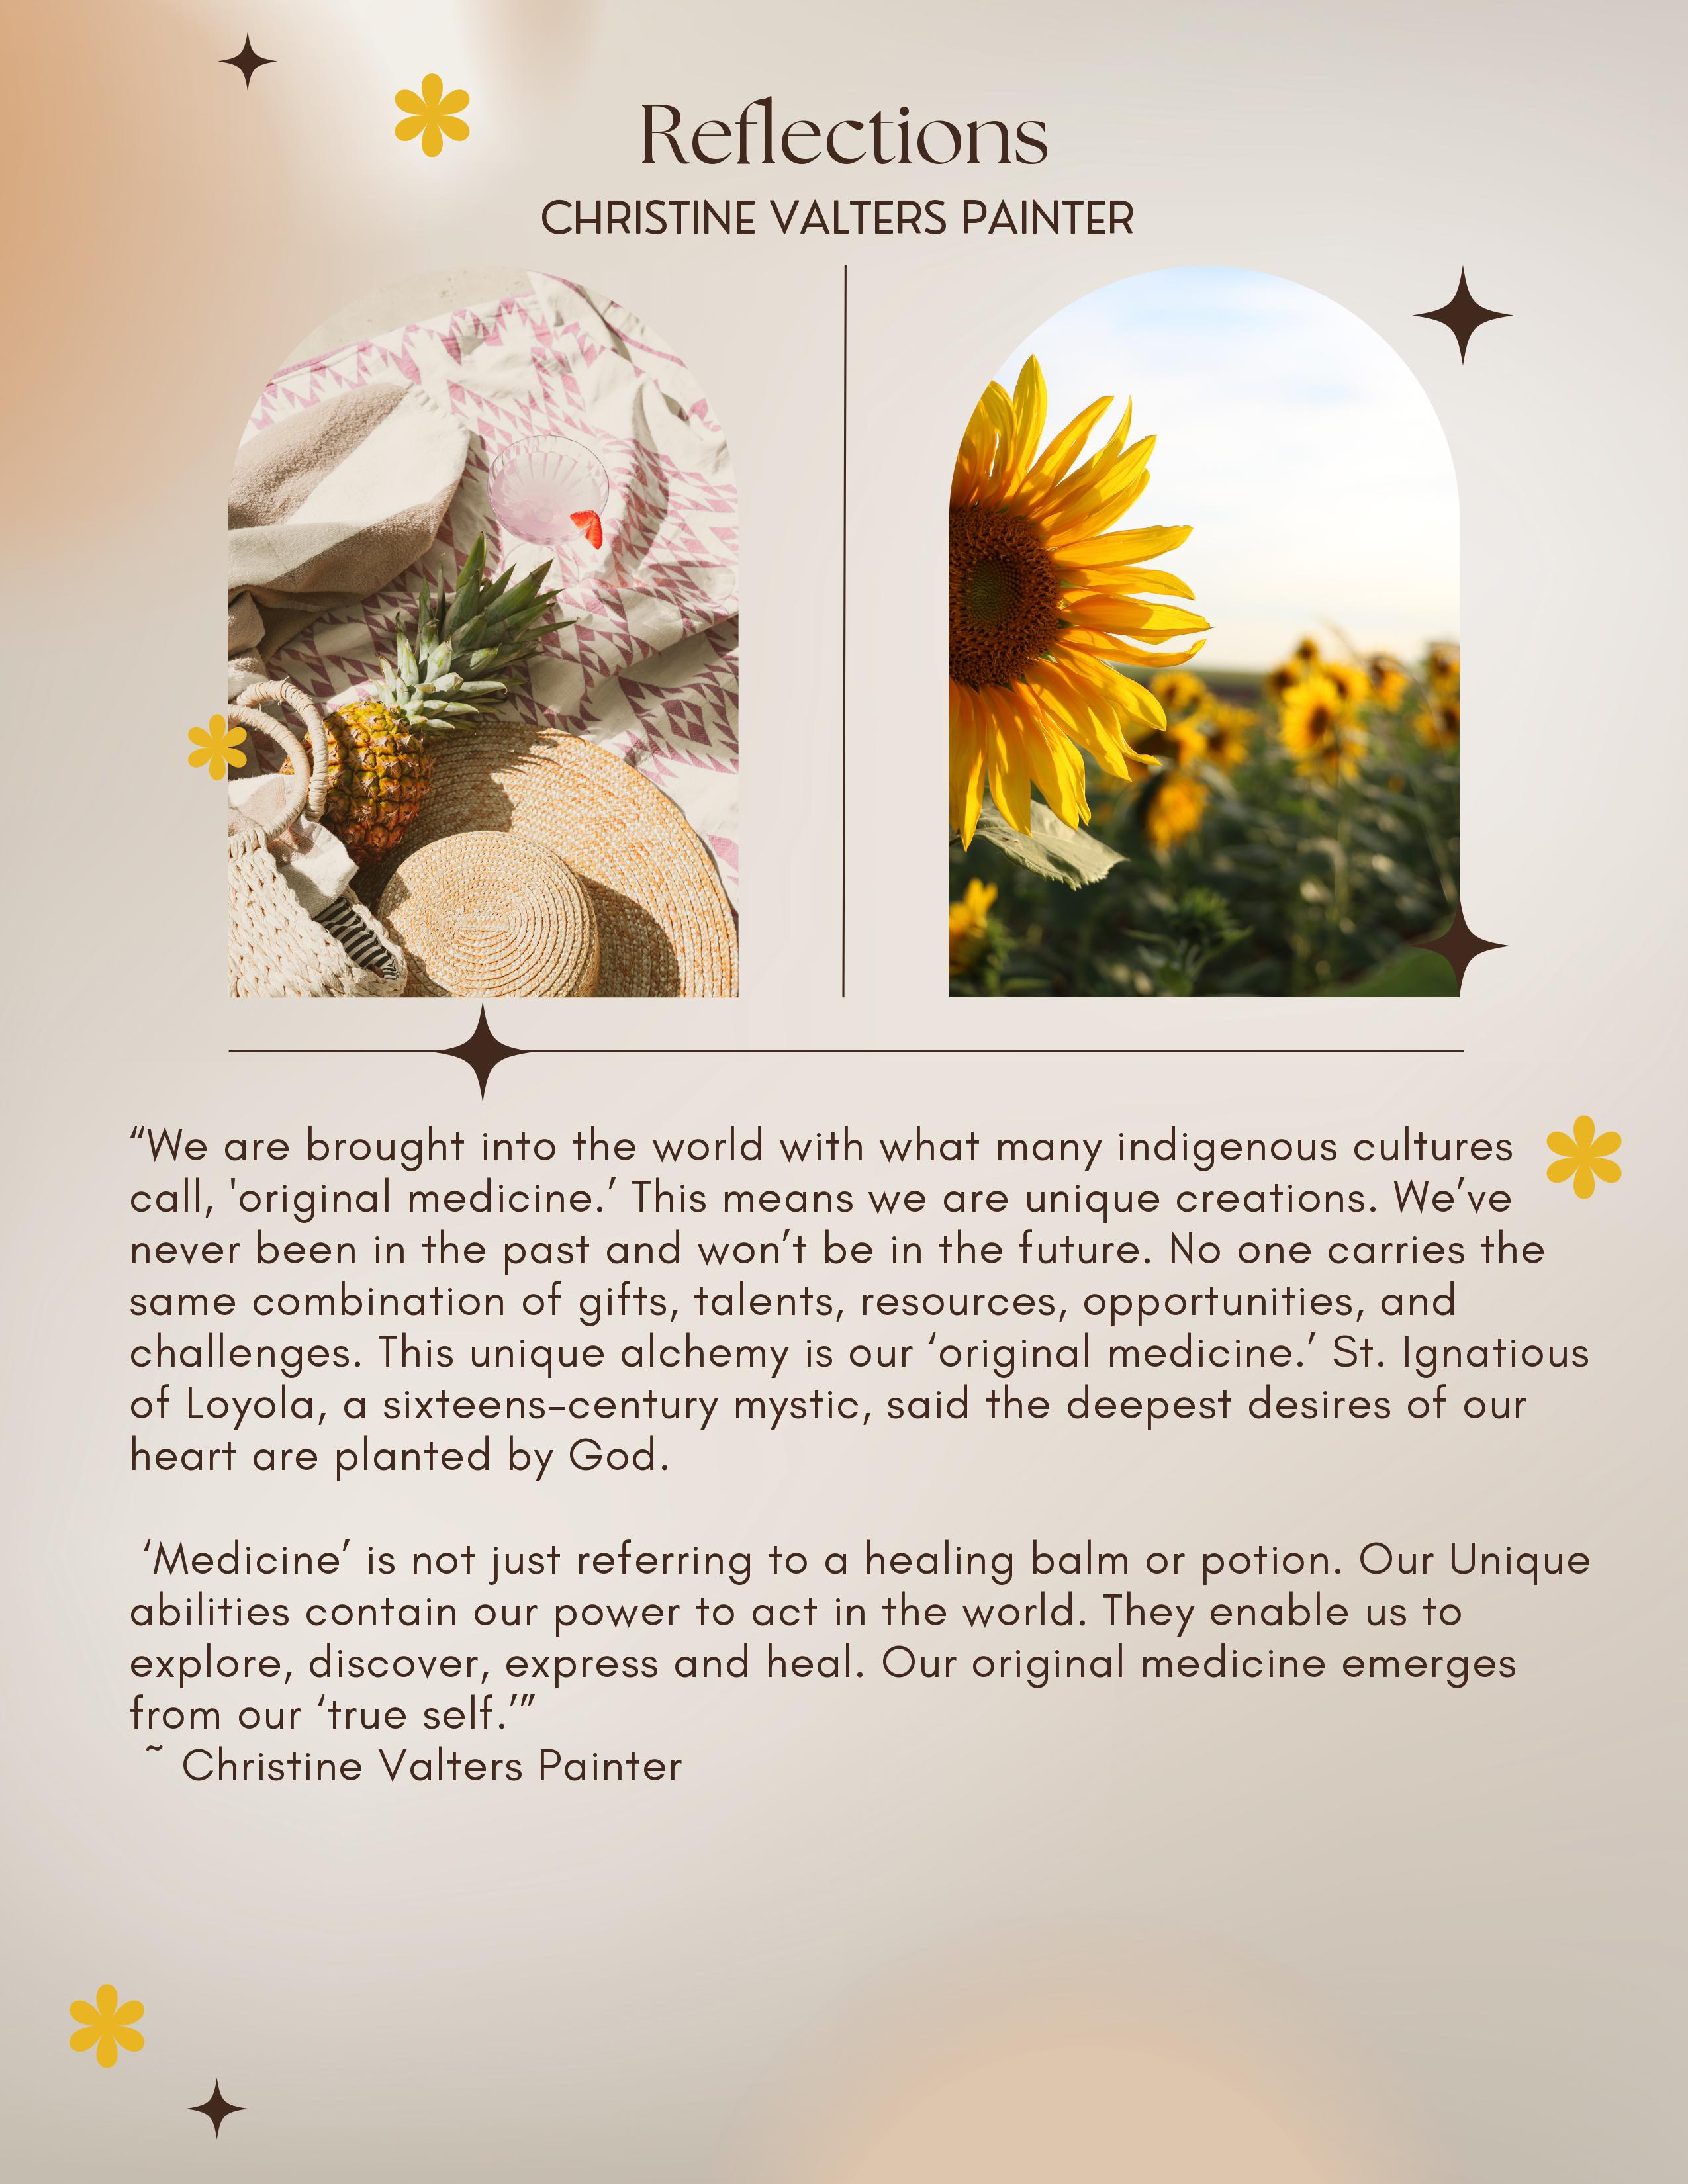 Reflections
CHRISTINE VALTERS PAINTER
“We are brought into the world with what many indigenous cultures
call, 'original medicine.’ This means we are unique creations. We’ve
never been in the past and won’t be in the future. No one carries the
same combination of gifts, talents, resources, opportunities, and
challenges. This unique alchemy is our ‘original medicine.’ St. Ignatious
of Loyola, a sixteens-century mystic, said the deepest desires of our
heart are planted by God.
‘Medicine’ is not just referring to a healing balm or potion. Our Unique
abilities contain our power to act in the world. They enable us to
explore, discover, express and heal. Our original medicine emerges
from our ‘true self.’”
~ Christine Valters Painter